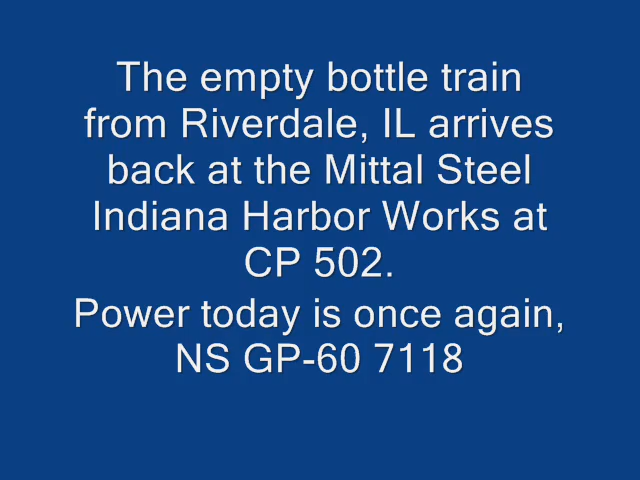 The empty bottle train
from Riverdale, IL arrives
back at the Mittal Steel
Indiana Harbor Works at
CP 502.
Power today is once again,
NS GP-60 7118